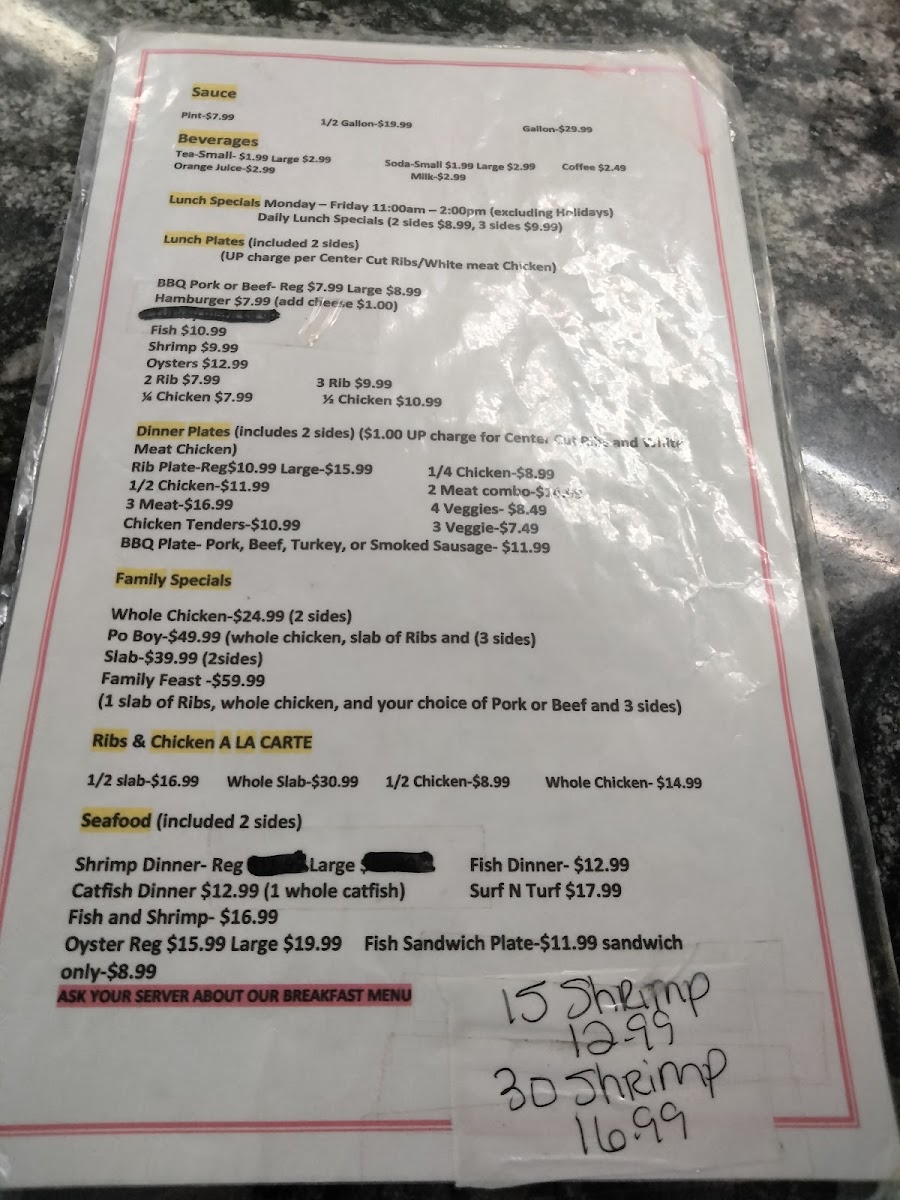 Sauce
Pint-$7.99 1/2 Gallon-$19.99 Gallon-$29.99
Beverages
Tea-Small- $1.99 Large $2.99 Soda-Small $1.99 Large $2.99 Coffee $2.49
Orange Juice-$2.99 Milk-$2.99
Lunch Specials Monday – Friday 11:00am – 2:00pm (excluding Holidays)
Daily Lunch Specials (2 sides $8.99, 3 sides $9.99)
Lunch Plates (included 2 sides)
(UP charge per Center Cut Ribs/White meat Chicken)
BBQ Pork or Beef- Reg $7.99 Large $8.99
Hamburger $7.99 (add cheese $1.00)
Fish $10.99
Shrimp $9.99
Oysters $12.99
2 Rib $7.99 3 Rib $9.99
¼ Chicken $7.99 ½ Chicken $10.99
Dinner Plates (includes 2 sides) ($1.00 UP charge for Center Cut Ribs and White
Meat Chicken)
Rib Plate-Reg$10.99 Large-$15.99 1/4 Chicken-$8.99
1/2 Chicken-$11.99 2 Meat combo-
3 Meat-$16.99 4 Veggies- $8.49
Chicken Tenders-$10.99 3 Veggie-$7.49
BBQ Plate- Pork, Beef, Turkey, or Smoked Sausage- $11.99
Family Specials
Whole Chicken-$24.99 (2 sides)
Po Boy-$49.99 (whole chicken, slab of Ribs and (3 sides)
Slab-$39.99 (2sides)
Family Feast -$59.99
(1 slab of Ribs, whole chicken, and your choice of Pork or Beef and 3 sides)
Ribs & Chicken A LA CARTE
1/2 slab-$16.99 Whole Slab-$30.99 1/2 Chicken-$8.99 Whole Chicken- $14.99
Seafood (included 2 sides)
Shrimp Dinner- Reg Large $ Fish Dinner- $12.99
Catfish Dinner $12.99 (1 whole catfish) Surf N Turf $17.99
Fish and Shrimp- $16.99
Oyster Reg $15.99 Large $19.99 Fish Sandwich Plate-$11.99 sandwich
only-$8.99
ASK YOUR SERVER ABOUT OUR BREAKFAST MENU
15 Shrimp
12.99
30 Shrimp
16.99